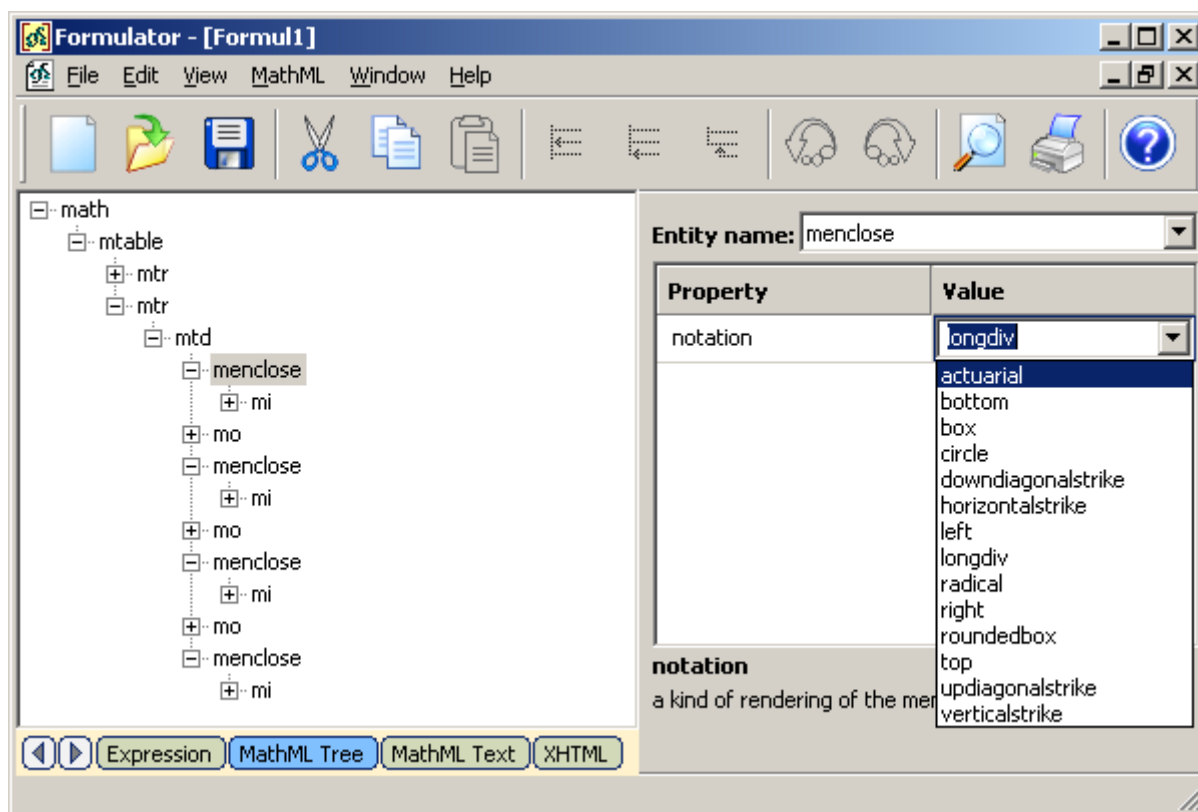 Formulator - [Formul1]
File Edit View MathML Window Help
math
mtable
mtr
mtr
mtd
menclose
mi
mo
menclose
mi
mo
menclose
mi
mo
menclose
mi
Expression MathML Tree MathML Text XHTML
Entity name: menclose
Property Value
notation longdiv
actuarial
bottom
box
circle
downdiagonalstrike
horizontalstrike
left
longdiv
radical
right
roundedbox
top
updiagonalstrike
verticalstrike
notation
a kind of rendering of the